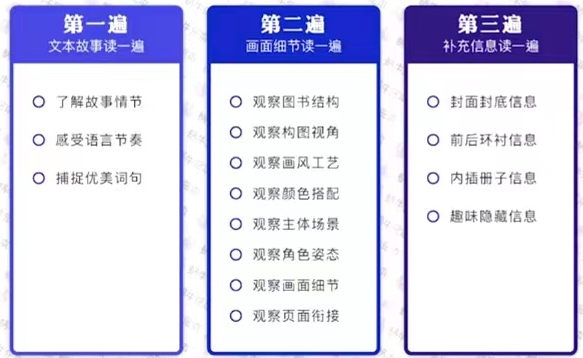 第一遍
文本故事读一遍
了解故事情节
感受语言节奏
捕捉优美词句
第二遍
画面细节读一遍
观察图书结构
观察构图视角
观察画风工艺
观察颜色搭配
观察主体场景
观察角色姿态
观察画面细节
观察页面衔接
第三遍
补充信息读一遍
封面封底信息
前后环衬信息
内插册子信息
趣味隐藏信息